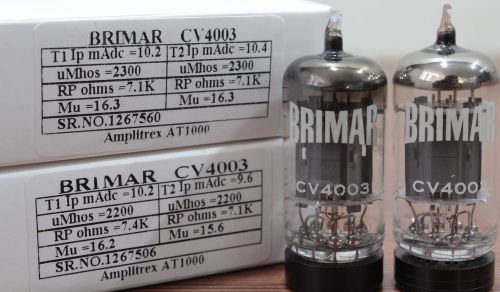 BRIMAR CV4003
T1 Ip mAdc =10.2 T2 Ip mAdc =10.4
uMhos =2300 uMhos =2300
RP ohms = 7.1K RP ohms = 7.1K
Mu =16.3 Mu =16.3
SR.NO.1267560
Amplitrex AT1000
BRIMAR CV4003
T1 Ip mAdc =10.2 T2 Ip mAdc =9.6
uMhos =2200 uMhos =2200
RP ohms = 7.4K RP ohms = 7.1K
Mu =16.2 Mu =15.6
SR.NO.1267506
Amplitrex AT1000
BRIMAR
CV4003
BRIMAR
CV400